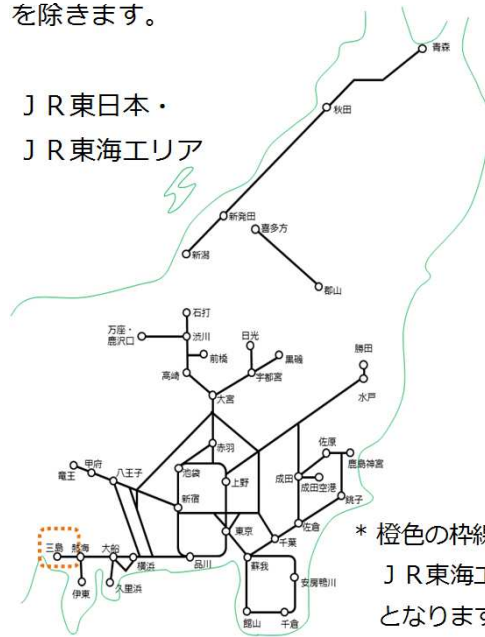 を除きます。
ＪＲ東日本・
ＪＲ東海エリア
青森
秋田
新発田
喜多方
新潟
郡山
石打
万座・
鹿沢口
渋川
前橋
日光
黒磯
勝田
高崎
宇都宮
水戸
大宮
赤羽
佐原
鹿島神宮
竜王
甲府
八王子
池袋
上野
成田
成田空港
新宿
銚子
東京
佐倉
千葉
三島
熱海
大船
横浜
品川
蘇我
伊東
久里浜
安房鴨川
館山
千倉
* 橙色の枠線
ＪＲ東海エ
となります